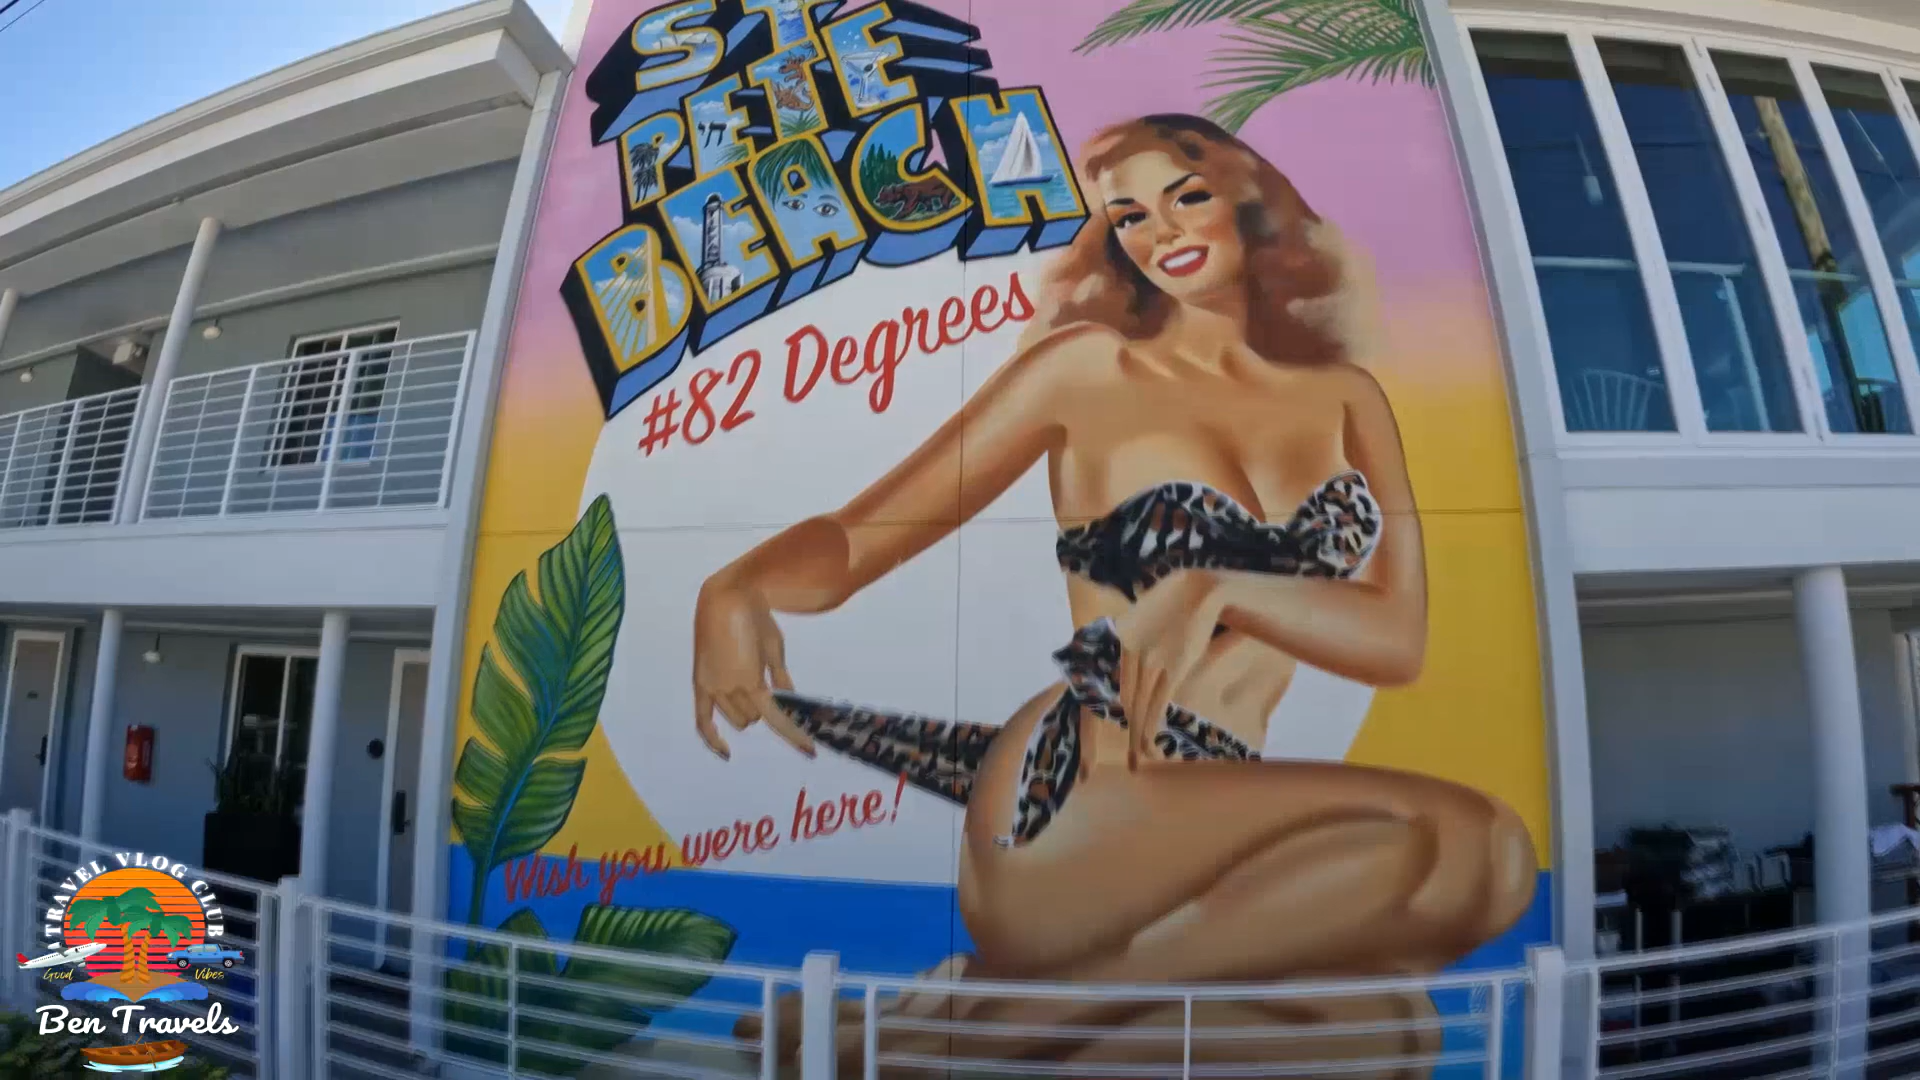 ST
PETE
BEACH
#82 Degrees
Wish you were here!
TRAVEL VLOG CLUB
Good Vibes
Ben Travels